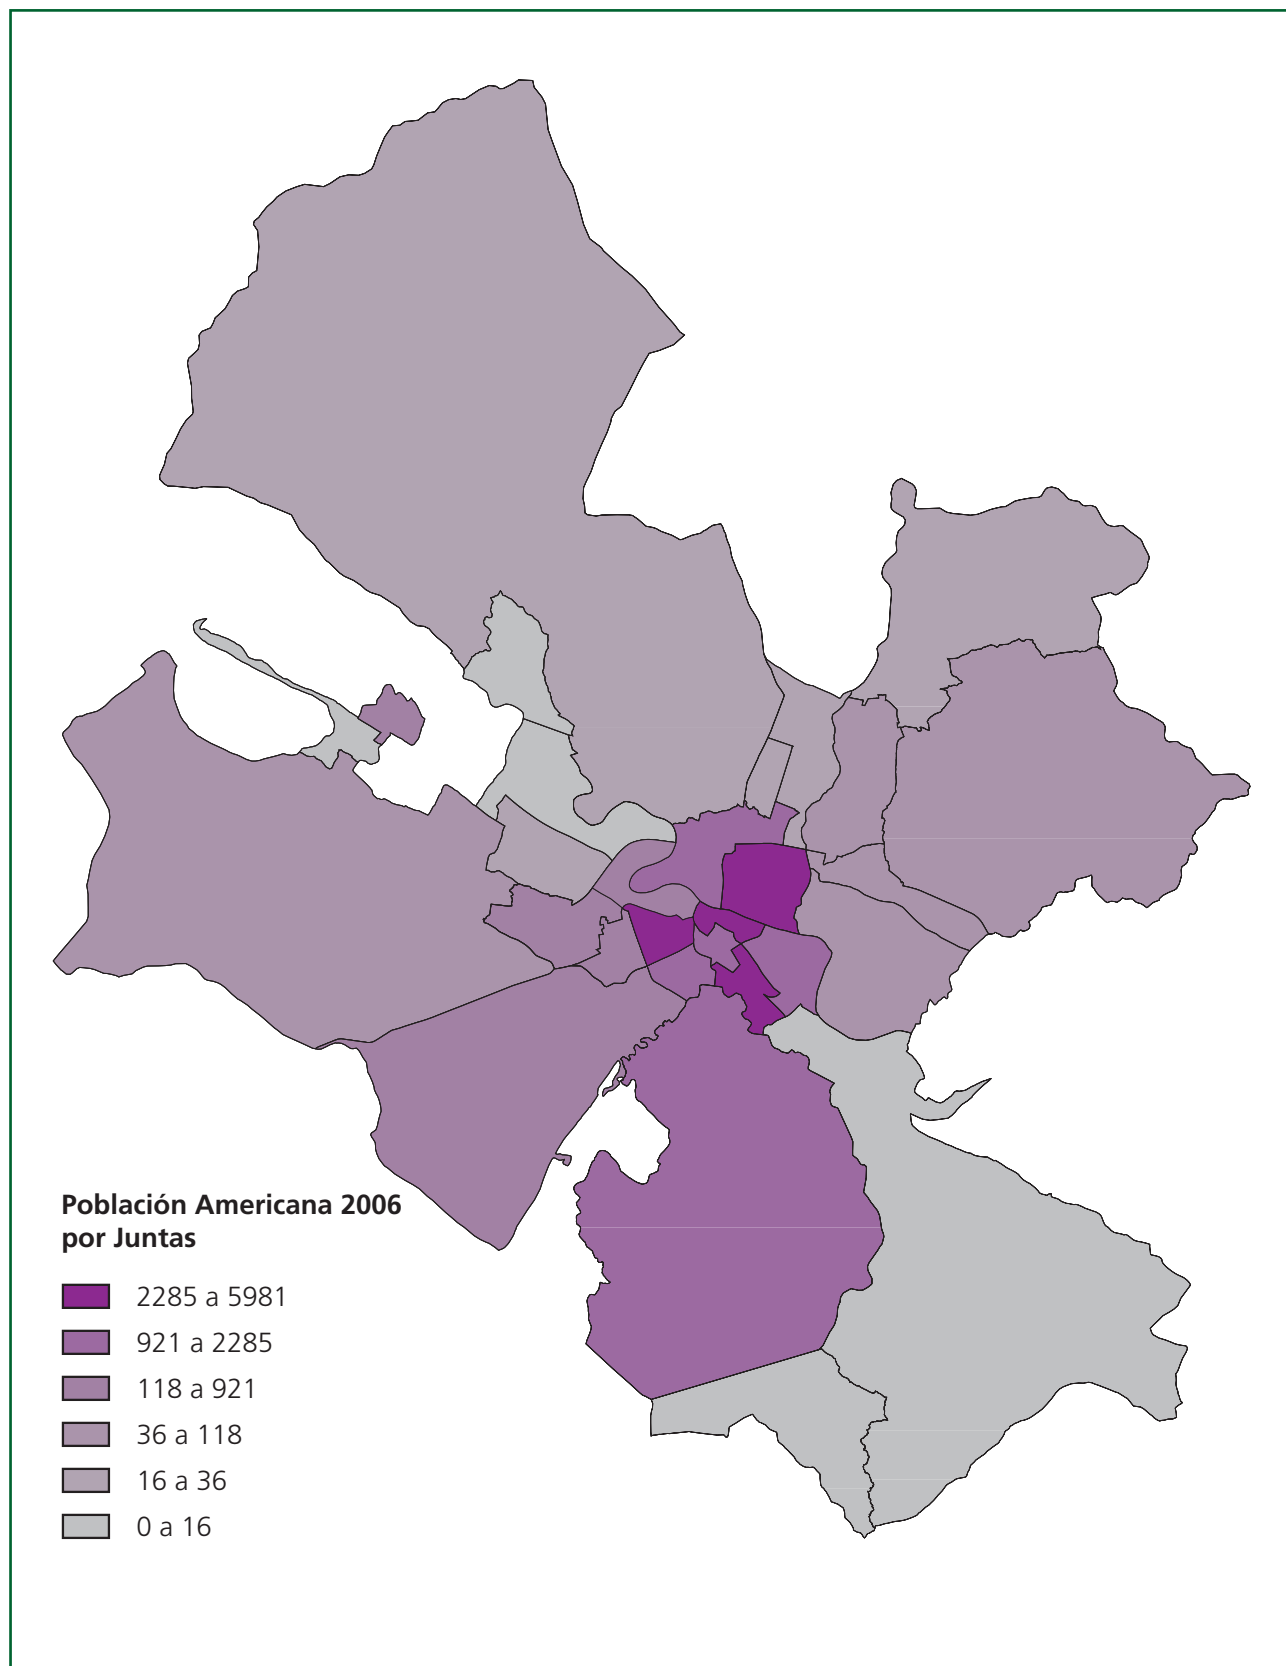 Población Americana 2006
por Juntas
2285 a 5981
921 a 2285
118 a 921
36 a 118
16 a 36
0 a 16